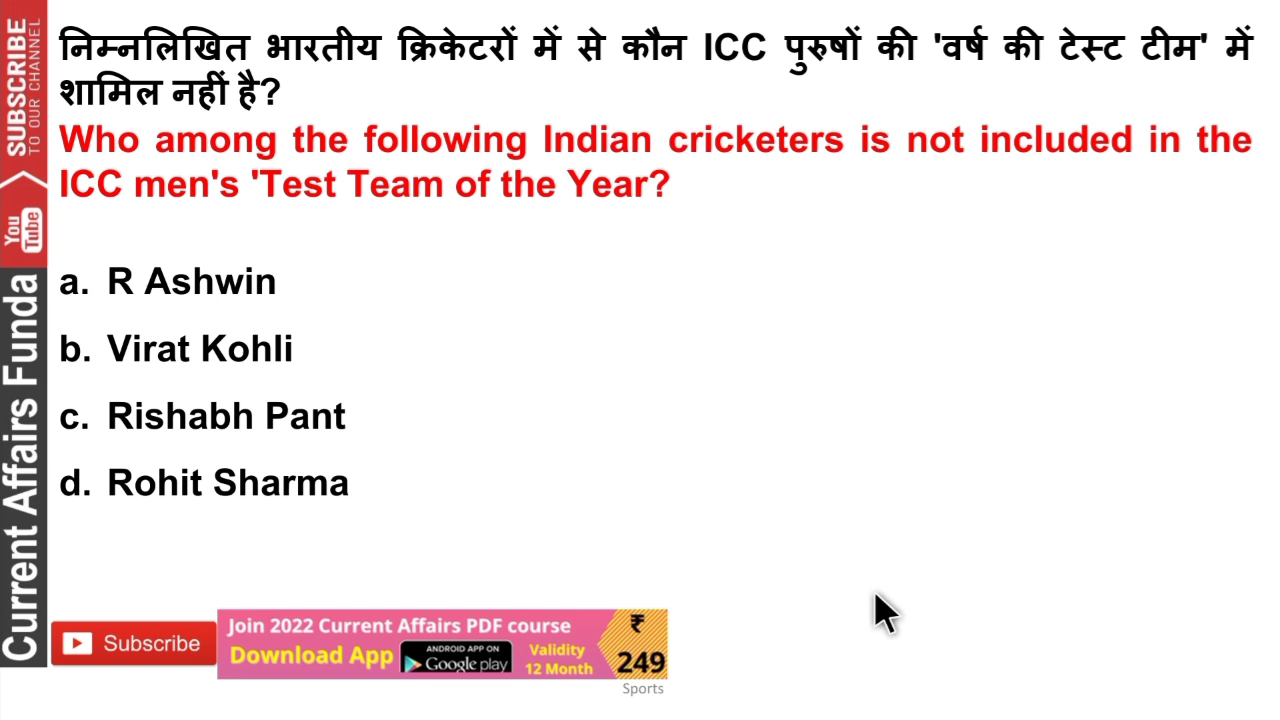 निम्नलिखित भारतीय क्रिकेटरों में से कौन ICC पुरुषों की 'वर्ष की टेस्ट टीम' में
शामिल नहीं है?
Who among the following Indian cricketers is not included in the
ICC men's 'Test Team of the Year?
a. R Ashwin
b. Virat Kohli
c. Rishabh Pant
d. Rohit Sharma
SUBSCRIBE
TO OUR CHANNEL
You
Tube
Current Affairs Funda
Subscribe
Join 2022 Current Affairs PDF course
Download App
ANDROID APP ON
Google play
Validity
12 Month
₹
249
Sports